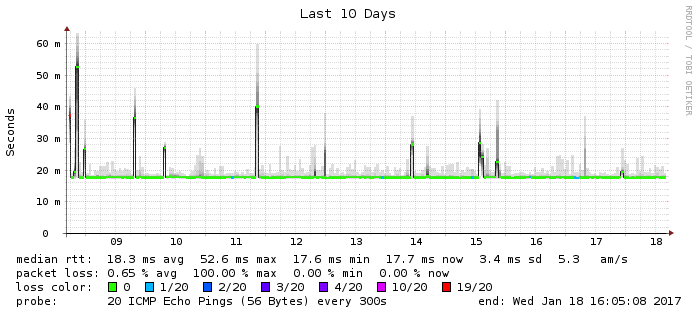 Last 10 Days
RRDTOOL / TOBI OETIKER
Seconds
60 m
50 m
40 m
30 m
20 m
10 m
0
09 10 11 12 13 14 15 16 17 18
median rtt: 18.3 ms avg 52.6 ms max 17.6 ms min 17.7 ms now 3.4 ms sd 5.3 am/s
packet loss: 0.65 % avg 100.00 % max 0.00 % min 0.00 % now
loss color: 0 1/20 2/20 3/20 4/20 10/20 19/20
probe: 20 ICMP Echo Pings (56 Bytes) every 300s end: Wed Jan 18 16:05:08 2017